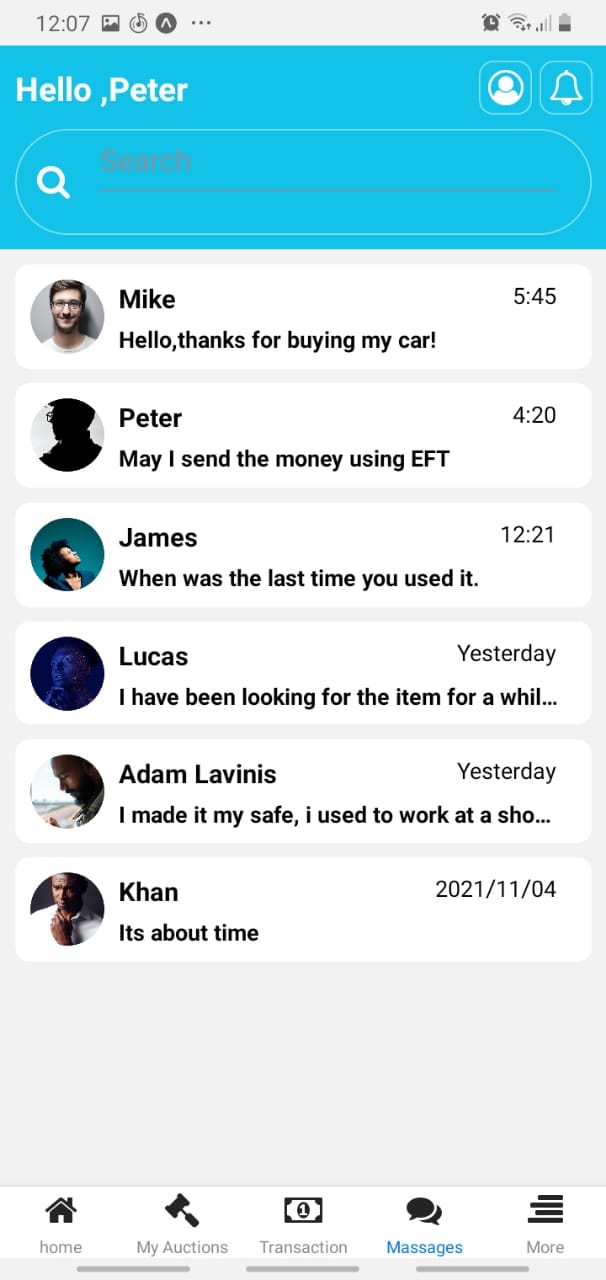 12:07
Hello ,Peter
Search
Mike 5:45
Hello,thanks for buying my car!
Peter 4:20
May I send the money using EFT
James 12:21
When was the last time you used it.
Lucas Yesterday
I have been looking for the item for a whil...
Adam Lavinis Yesterday
I made it my safe, i used to work at a sho...
Khan 2021/11/04
Its about time
home My Auctions Transaction Massages More